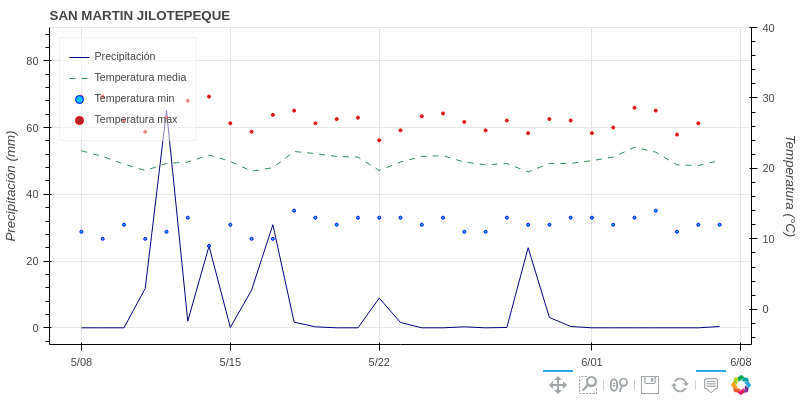 SAN MARTIN JILOTEPEQUE
Precipitación
Temperatura media
Temperatura min
Temperatura max
Precipitación (mm)
80
60
40
20
0
Temperatura (°C)
40
30
20
10
0
5/08
5/15
5/22
6/01
6/08